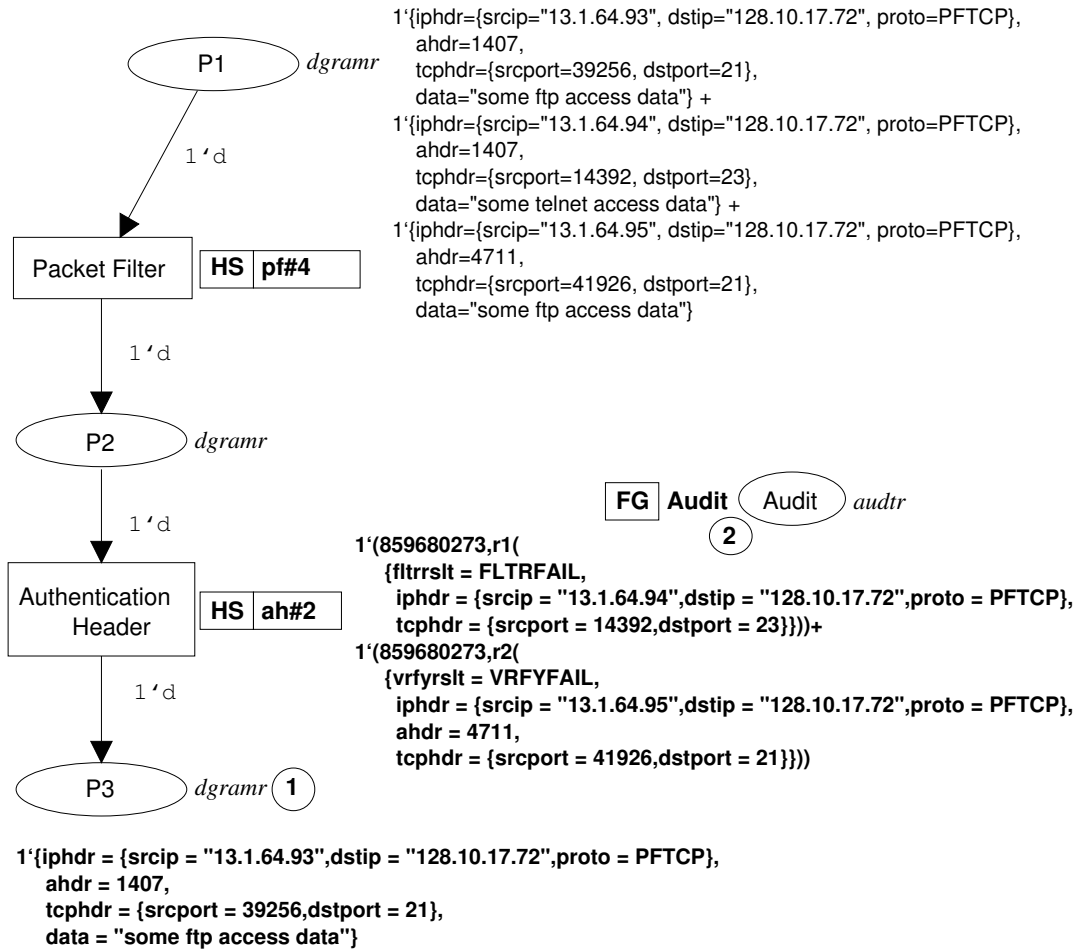 P1 dgramr
1‘{iphdr={srcip="13.1.64.93", dstip="128.10.17.72", proto=PFTCP},
ahdr=1407,
tcphdr={srcport=39256, dstport=21},
data="some ftp access data"} +
1‘{iphdr={srcip="13.1.64.94", dstip="128.10.17.72", proto=PFTCP},
ahdr=1407,
tcphdr={srcport=14392, dstport=23},
data="some telnet access data"} +
1‘{iphdr={srcip="13.1.64.95", dstip="128.10.17.72", proto=PFTCP},
ahdr=4711,
tcphdr={srcport=41926, dstport=21},
data="some ftp access data"}
1‘d
Packet Filter HS pf#4
1‘d
P2 dgramr
1‘d
FG Audit Audit audtr
2
1‘(859680273,r1(
{fltrrslt = FLTRFAIL,
iphdr = {srcip = "13.1.64.94",dstip = "128.10.17.72",proto = PFTCP},
tcphdr = {srcport = 14392,dstport = 23}}))+
1‘(859680273,r2(
{vrfyrslt = VRFYFAIL,
iphdr = {srcip = "13.1.64.95",dstip = "128.10.17.72",proto = PFTCP},
ahdr = 4711,
tcphdr = {srcport = 41926,dstport = 21}}))
Authentication
Header
HS ah#2
1‘d
P3 dgramr 1
1‘{iphdr = {srcip = "13.1.64.93",dstip = "128.10.17.72",proto = PFTCP},
ahdr = 1407,
tcphdr = {srcport = 39256,dstport = 21},
data = "some ftp access data"}